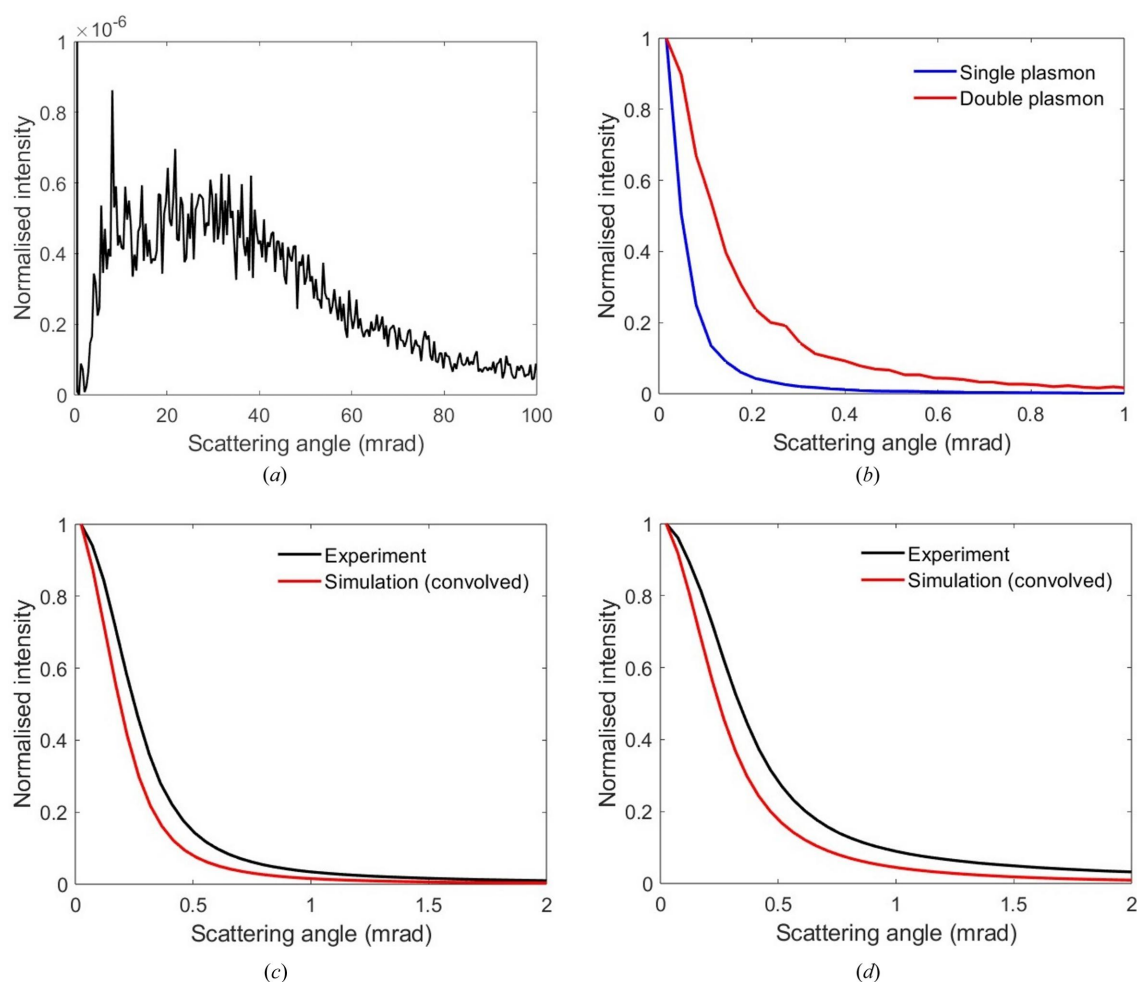 ×10^-6
1
0.8
0.6
0.4
0.2
0
Normalised intensity
0 20 40 60 80 100
Scattering angle (mrad)
(a)
1
0.8
0.6
0.4
0.2
0
Normalised intensity
Single plasmon
Double plasmon
0 0.2 0.4 0.6 0.8 1
Scattering angle (mrad)
(b)
1
0.8
0.6
0.4
0.2
0
Normalised intensity
Experiment
Simulation (convolved)
0 0.5 1 1.5 2
Scattering angle (mrad)
(c)
1
0.8
0.6
0.4
0.2
0
Normalised intensity
Experiment
Simulation (convolved)
0 0.5 1 1.5 2
Scattering angle (mrad)
(d)